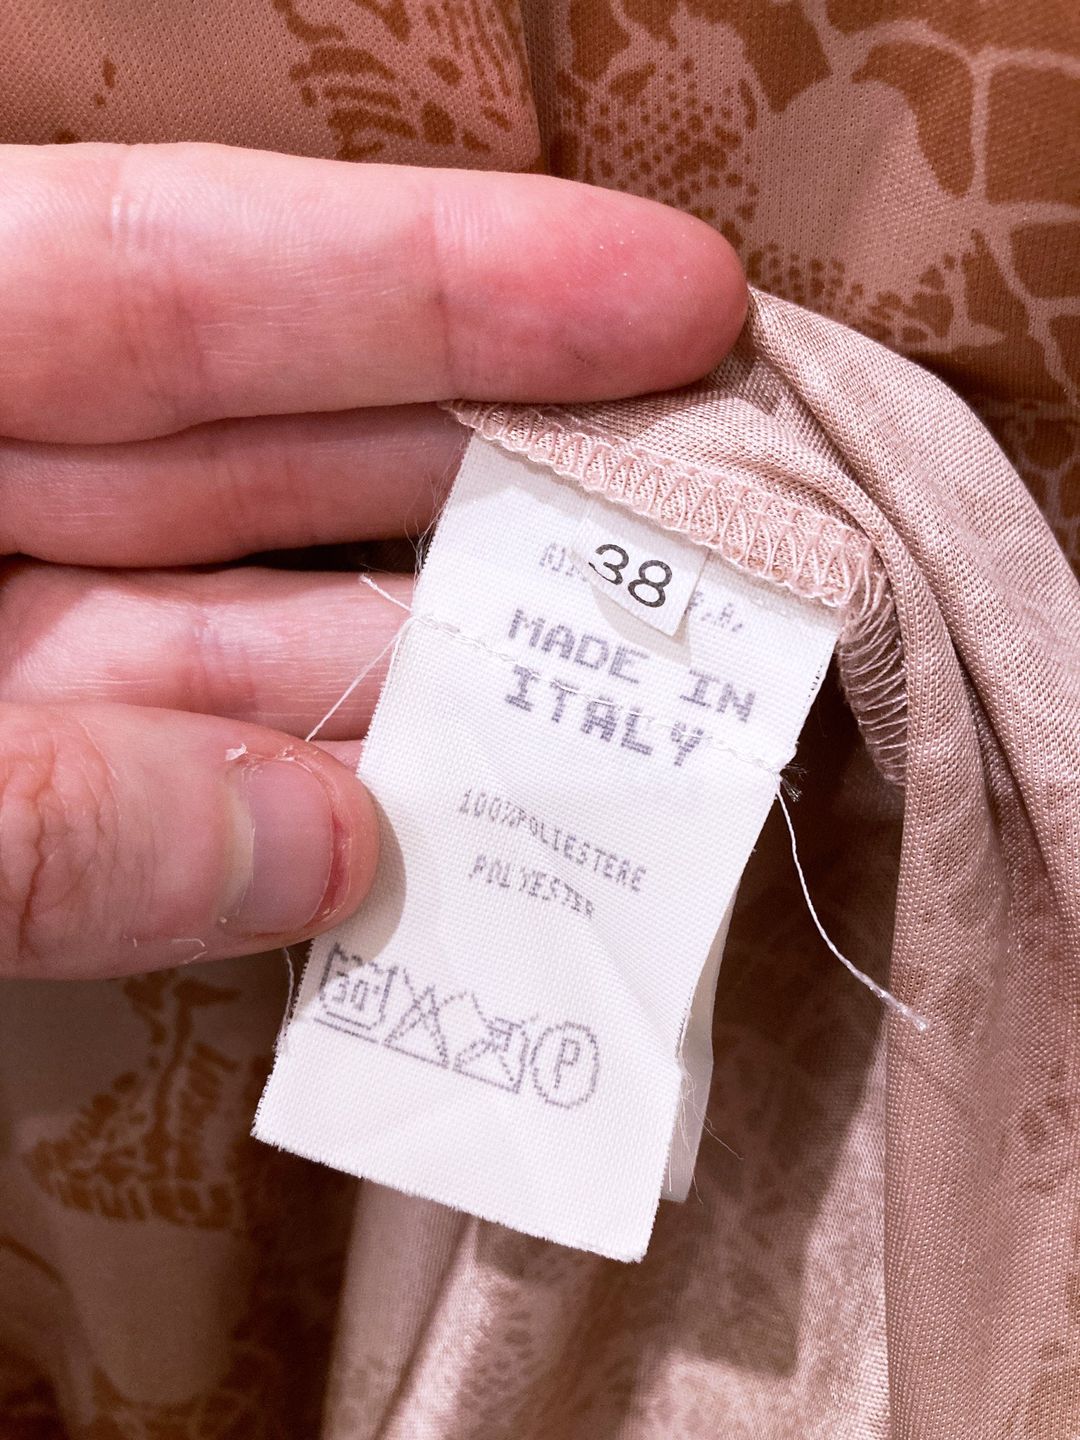 38
MADE IN
ITALY
100%POLIESTERE
POLYESTER
30°
P